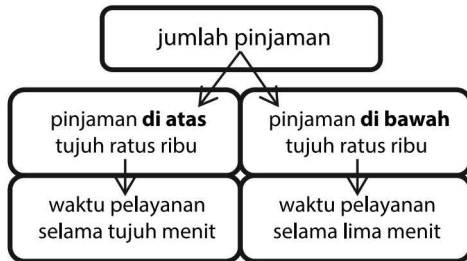 jumlah pinjaman
pinjaman di atas
tujuh ratus ribu
pinjaman di bawah
tujuh ratus ribu
waktu pelayanan
selama tujuh menit
waktu pelayanan
selama lima menit